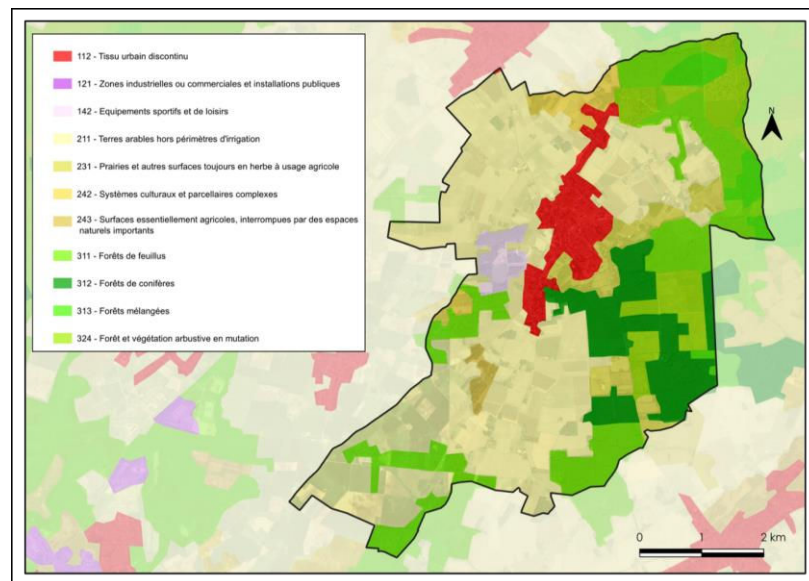 112 - Tissu urbain discontinu
121 - Zones industrielles ou commerciales et installations publiques
142 - Equipements sportifs et de loisirs
211 - Terres arables hors périmètres d'irrigation
231 - Prairies et autres surfaces toujours en herbe à usage agricole
242 - Systèmes culturaux et parcellaires complexes
243 - Surfaces essentiellement agricoles, interrompues par des espaces
naturels importants
311 - Forêts de feuillus
312 - Forêts de conifères
313 - Forêts mélangées
324 - Forêt et végétation arbustive en mutation
N
0 1 2 km